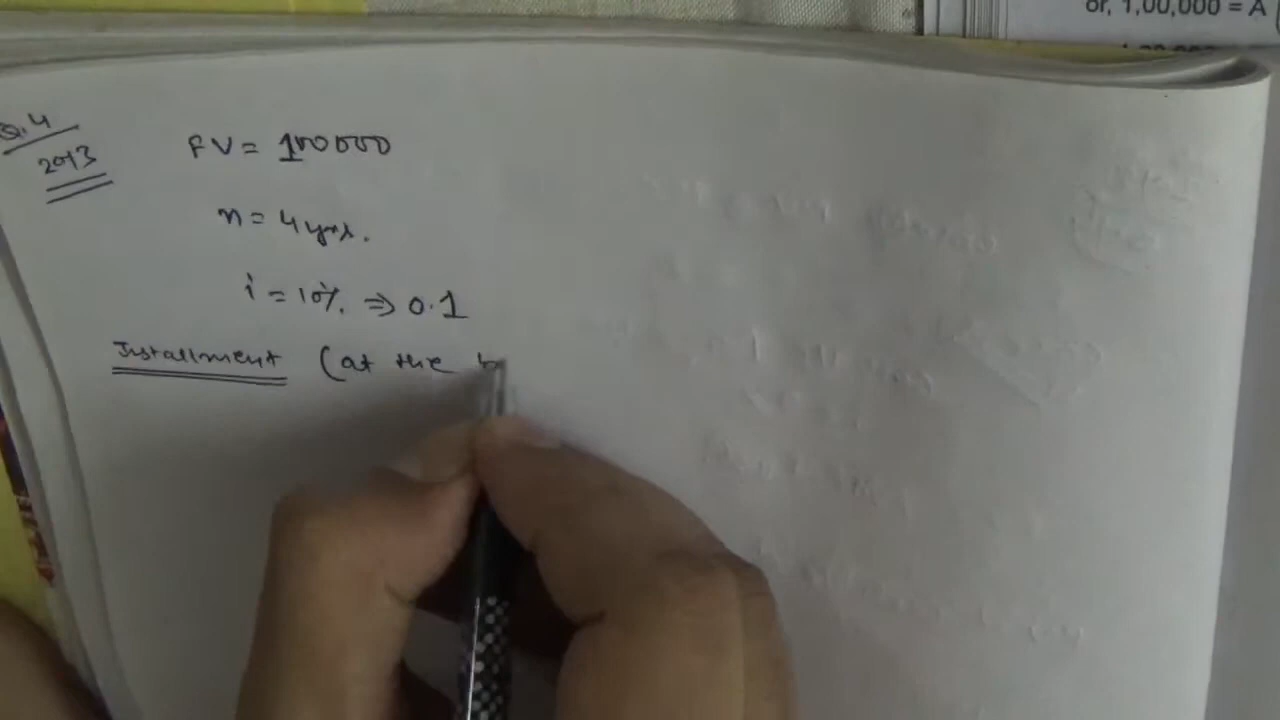 or, 1,00,000 = A
Q.4
2013
FV = 100000
n = 4 yrs.
i = 10% ⇒ 0.1
Installment (at the b